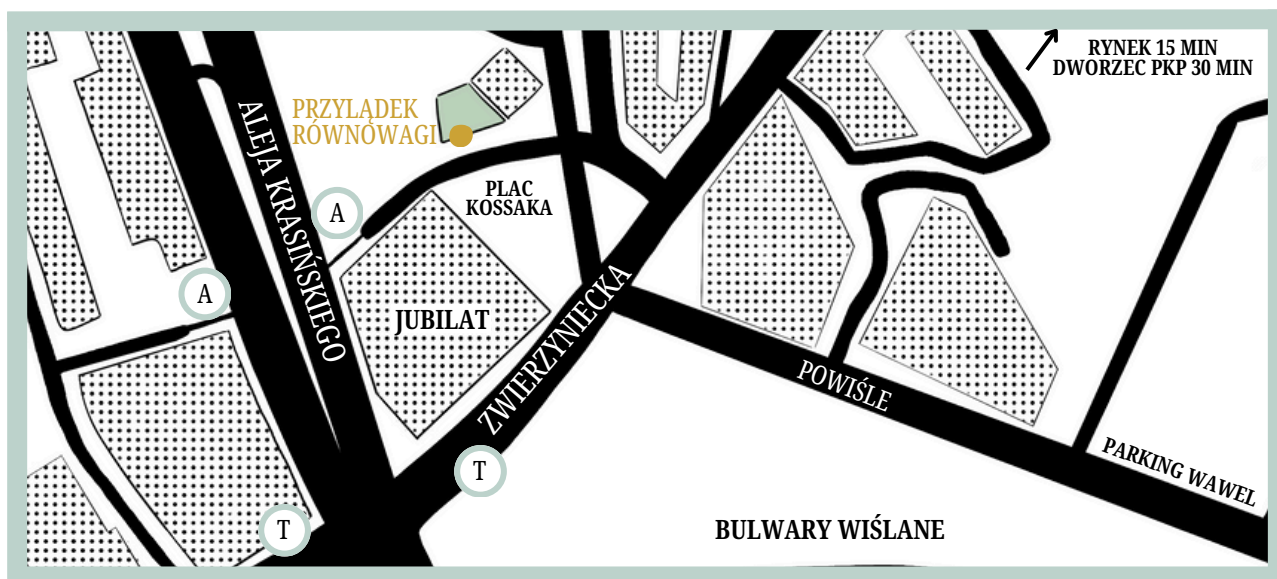 RYNEK 15 MIN
DWORZEC PKP 30 MIN
PRZYLĄDEK
RÓWNOWAGI
ALEJA KRASIŃSKIEGO
A
PLAC
KOSSAKA
A
JUBILAT
ZWIERZYNIECKA
POWIŚLE
T
PARKING WAWEL
T
BULWARY WIŚLANE